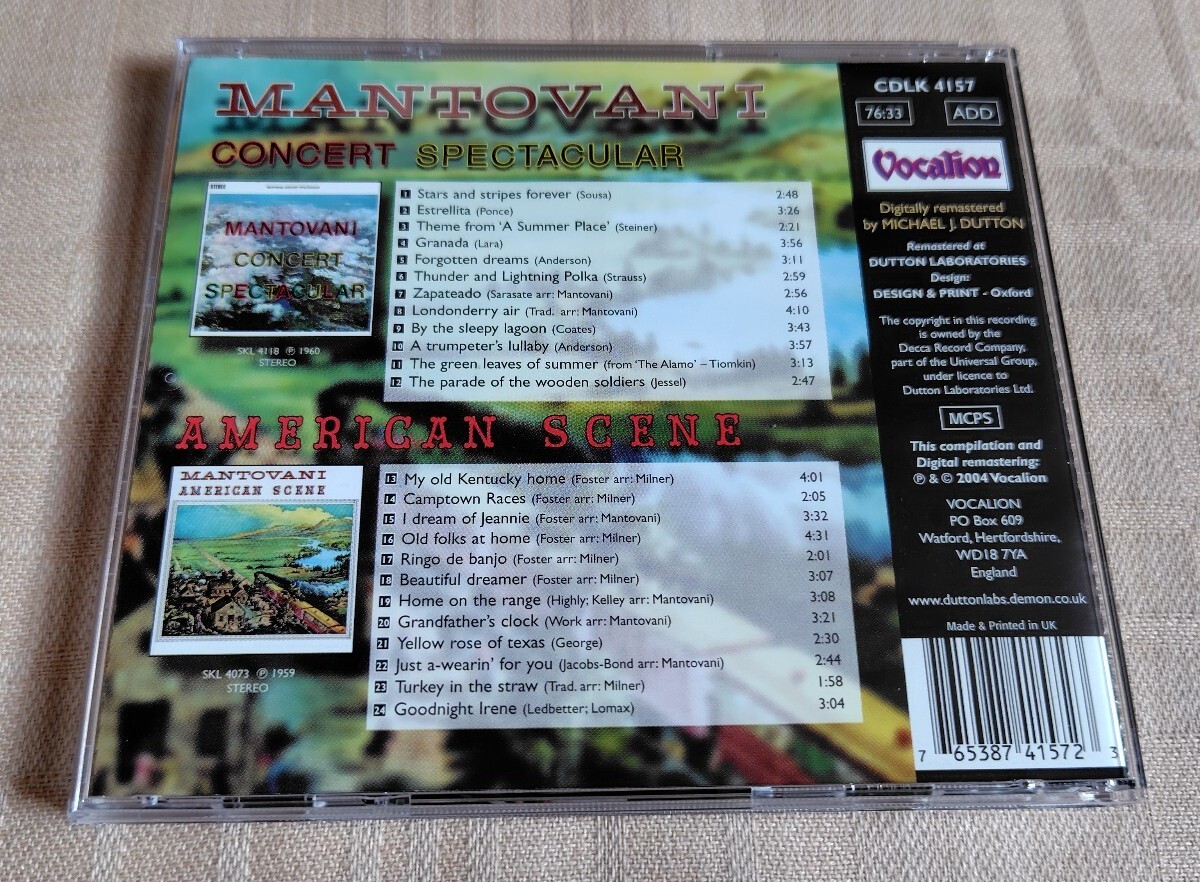 MANTOVANI
CONCERT SPECTACULAR
STEREO
MANTOVANI
CONCERT
SPECTACULAR
SKL 4118 ℗ 1960
STEREO
1 Stars and stripes forever (Sousa) 2:48
2 Estrellita (Ponce) 3:26
3 Theme from 'A Summer Place' (Steiner) 2:21
4 Granada (Lara) 3:56
5 Forgotten dreams (Anderson) 3:11
6 Thunder and Lightning Polka (Strauss) 2:59
7 Zapateado (Sarasate arr: Mantovani) 2:56
8 Londonderry air (Trad. arr: Mantovani) 4:10
9 By the sleepy lagoon (Coates) 3:43
10 A trumpeter's lullaby (Anderson) 3:57
11 The green leaves of summer (from 'The Alamo' – Tiomkin) 3:13
12 The parade of the wooden soldiers (Jessel) 2:47
AMERICAN SCENE
MANTOVANI
AMERICAN SCENE
SKL 4073 ℗ 1959
STEREO
13 My old Kentucky home (Foster arr: Milner) 4:01
14 Camptown Races (Foster arr: Milner) 2:05
15 I dream of Jeannie (Foster arr: Mantovani) 3:32
16 Old folks at home (Foster arr: Milner) 4:31
17 Ringo de banjo (Foster arr: Milner) 2:01
18 Beautiful dreamer (Foster arr: Milner) 3:07
19 Home on the range (Highly; Kelley arr: Mantovani) 3:08
20 Grandfather's clock (Work arr: Mantovani) 3:21
21 Yellow rose of texas (George) 2:30
22 Just a-wearin' for you (Jacobs-Bond arr: Mantovani) 2:44
23 Turkey in the straw (Trad. arr: Milner) 1:58
24 Goodnight Irene (Ledbetter; Lomax) 3:04
CDLK 4157
76:33 ADD
Vocalion
Digitally remastered
by MICHAEL J. DUTTON
Remastered at
DUTTON LABORATORIES
Design:
DESIGN & PRINT - Oxford
The copyright in this recording
is owned by the
Decca Record Company,
part of the Universal Group,
under licence to
Dutton Laboratories Ltd.
MCPS
This compilation and
Digital remastering:
℗ & © 2004 Vocalion
VOCALION
PO Box 609
Watford, Hertfordshire,
WD18 7YA
England
www.duttonlabs.demon.co.uk
Made & Printed in UK
7 65387 41572 3